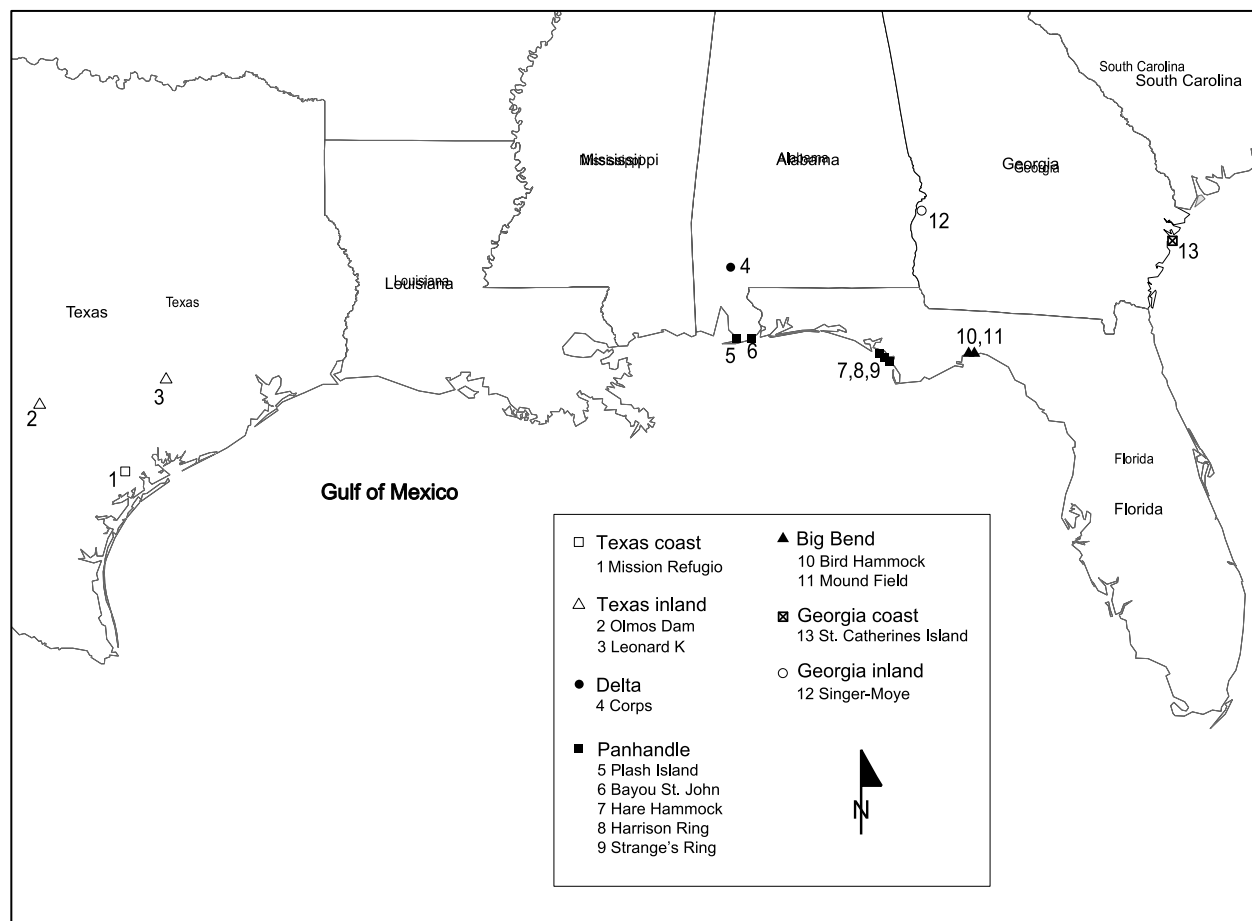 South Carolina
South Carolina
Mississippi
Mississippi
Alabama
Alabama
Georgia
Georgia
12
13
4
Louisiana
Louisiana
Texas
Texas
5
6
7,8,9
10,11
3
2
1
Florida
Florida
Gulf of Mexico
Texas coast
1 Mission Refugio
Texas inland
2 Olmos Dam
3 Leonard K
Delta
4 Corps
Panhandle
5 Plash Island
6 Bayou St. John
7 Hare Hammock
8 Harrison Ring
9 Strange's Ring
Big Bend
10 Bird Hammock
11 Mound Field
Georgia coast
13 St. Catherines Island
Georgia inland
12 Singer-Moye
N